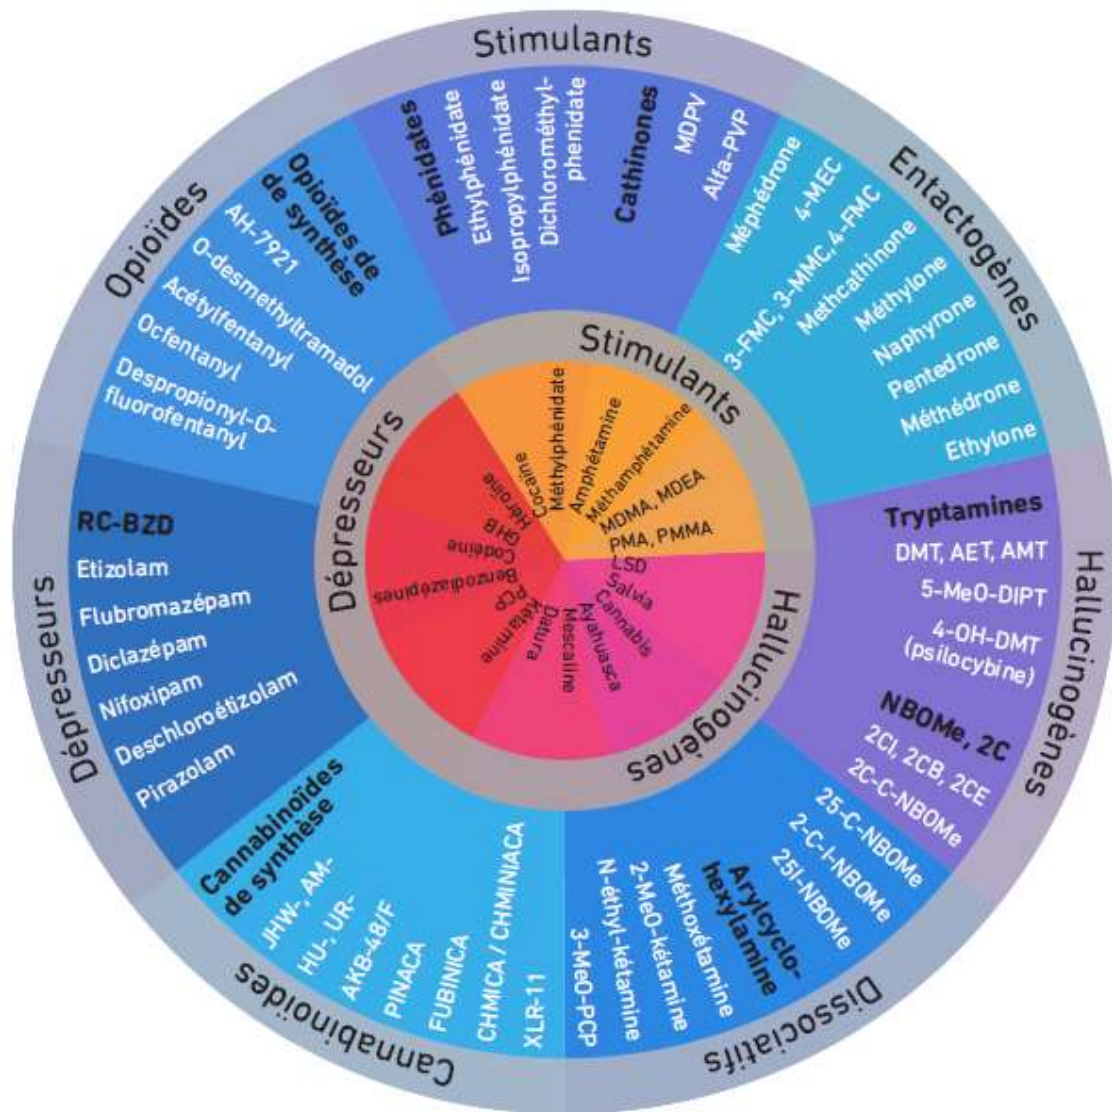 Stimulants
Phénidates
Ethylphénidate
Isopropylphénidate
Dichlorométhyl-
phenidate
Cathinones
MDPV
Alfa-PVP
Entactogènes
Méphédrone
4-MEC
3-FMC, 3-MMC, 4-FMC
Methcathinone
Méthylone
Naphyrone
Pentedrone
Méthédrone
Ethylone
Hallucinogènes
Tryptamines
DMT, AET, AMT
5-MeO-DIPT
4-OH-DMT
(psilocybine)
NBOMe, 2C
2CI, 2CB, 2CE
2C-C-NBOMe
Dissociatifs
25-C-NBOMe
2-C-I-NBOMe
25I-NBOMe
Arylcyclo-
hexylamine
Méthoxétamine
2-MeO-kétamine
N-éthyl-kétamine
3-MeO-PCP
Cannabinoïdes
Cannabinoïdes
de synthèse
JHW-, AM-
HU-, UR-
AKB-48/F
PINACA
FUBINICA
CHMICA / CHMINIACA
XLR-11
Dépresseurs
RC-BZD
Etizolam
Flubromazépam
Diclazépam
Nifoxipam
Deschloroétizolam
Pirazolam
Opioïdes
Opioïdes de
de synthèse
AH-7921
O-desmethyltramadol
Acétylfentanyl
Ocfentanyl
Despropionyl-O-
fluorofentanyl
Stimulants
Cocaïne
Méthylphénidate
Amphétamine
Méthamphétamine
MDMA, MDEA
PMA, PMMA
Hallucinogènes
LSD
Salvia
Cannabis
Ayahuasca
Mescaline
Datura
Dépresseurs
Kétamine
PCP
Benzodiazépines
Codéine
GHB
Héroïne